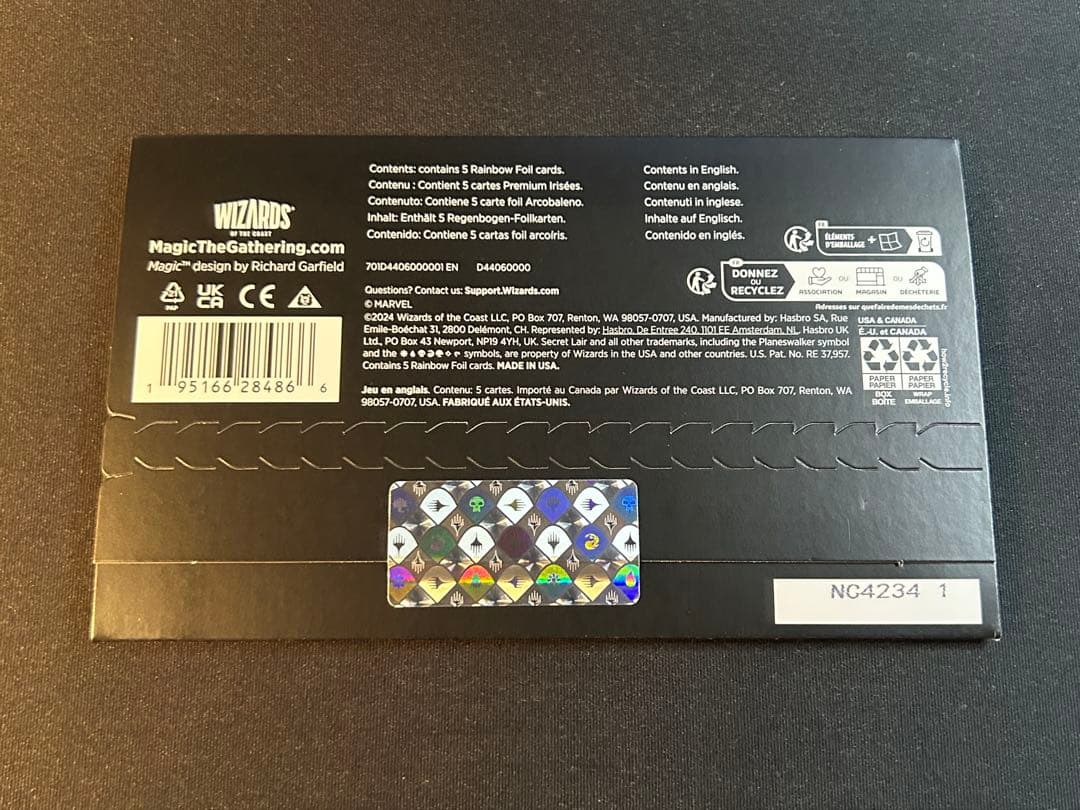 WIZARDS
OF THE COAST
MagicTheGathering.com
Magic™ design by Richard Garfield
PAP
UK
CA
CE
1 95166 28486 6
Contents: contains 5 Rainbow Foil cards.
Contenu : Contient 5 cartes Premium Irisées.
Contenuto: Contiene 5 carte foil Arcobaleno.
Inhalt: Enthält 5 Regenbogen-Foilkarten.
Contenido: Contiene 5 cartas foil arcoíris.
Contents in English.
Contenu en anglais.
Contenuti in inglese.
Inhalte auf Englisch.
Contenido en inglés.
701D4406000001 EN D44060000
Questions? Contact us: Support.Wizards.com
© MARVEL
©2024 Wizards of the Coast LLC, PO Box 707, Renton, WA 98057-0707, USA. Manufactured by: Hasbro SA, Rue
Emile-Boéchat 31, 2800 Delémont, CH. Represented by: Hasbro, De Entree 240, 1101 EE Amsterdam, NL. Hasbro UK
Ltd., PO Box 43 Newport, NP19 4YH, UK. Secret Lair and all other trademarks, including the Planeswalker symbol
and the symbols, are property of Wizards in the USA and other countries. U.S. Pat. No. RE 37,957.
Contains 5 Rainbow Foil cards. MADE IN USA.
Jeu en anglais. Contenu: 5 cartes. Importé au Canada par Wizards of the Coast LLC, PO Box 707, Renton, WA
98057-0707, USA. FABRIQUÉ AUX ÉTATS-UNIS.
FR
ÉLÉMENTS
D'EMBALLAGE +
FR
DONNEZ
OU
RECYCLEZ
ASSOCIATION
OU
MAGASIN
OU
DÉCHÈTERIE
Adresses sur quefairedemesdechets.fr
USA & CANADA
É.-U. et CANADA
PAPER
PAPIER
BOX
BOÎTE
PAPER
PAPIER
WRAP
EMBALLAGE
how2recycle.info
NC4234 1